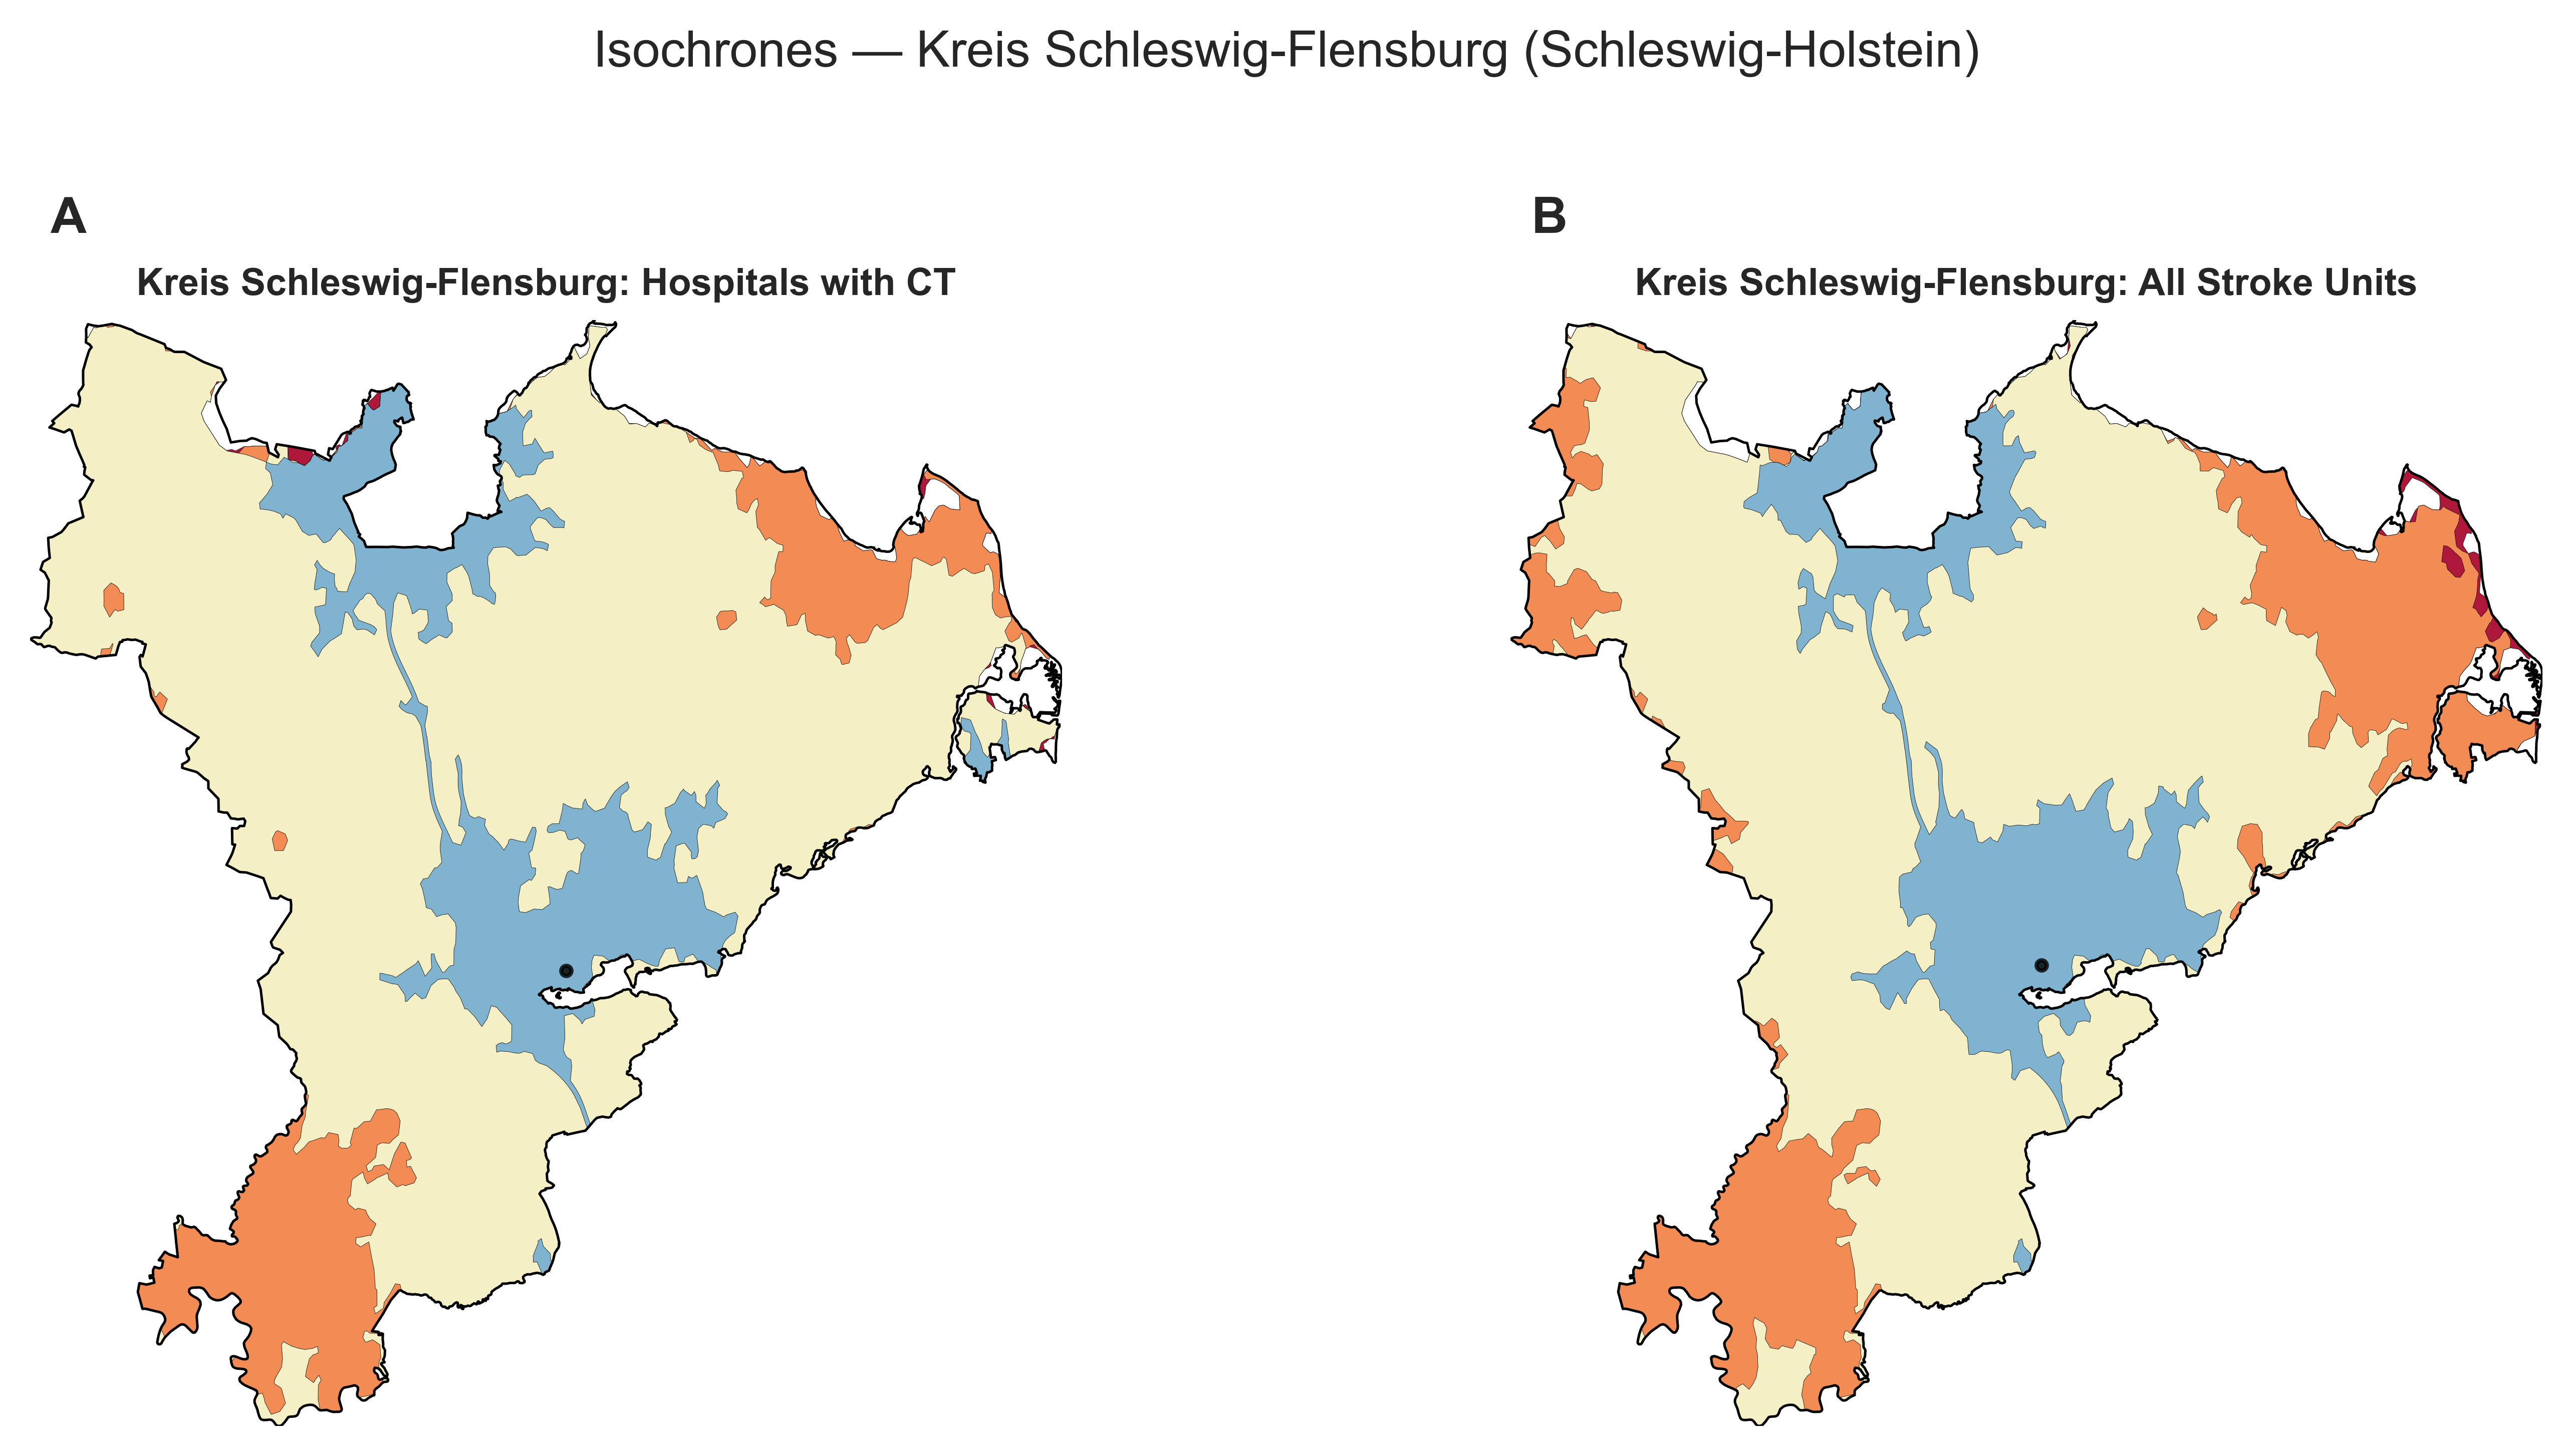 Isochrones — Kreis Schleswig-Flensburg (Schleswig-Holstein)
A
B
Kreis Schleswig-Flensburg: Hospitals with CT
Kreis Schleswig-Flensburg: All Stroke Units